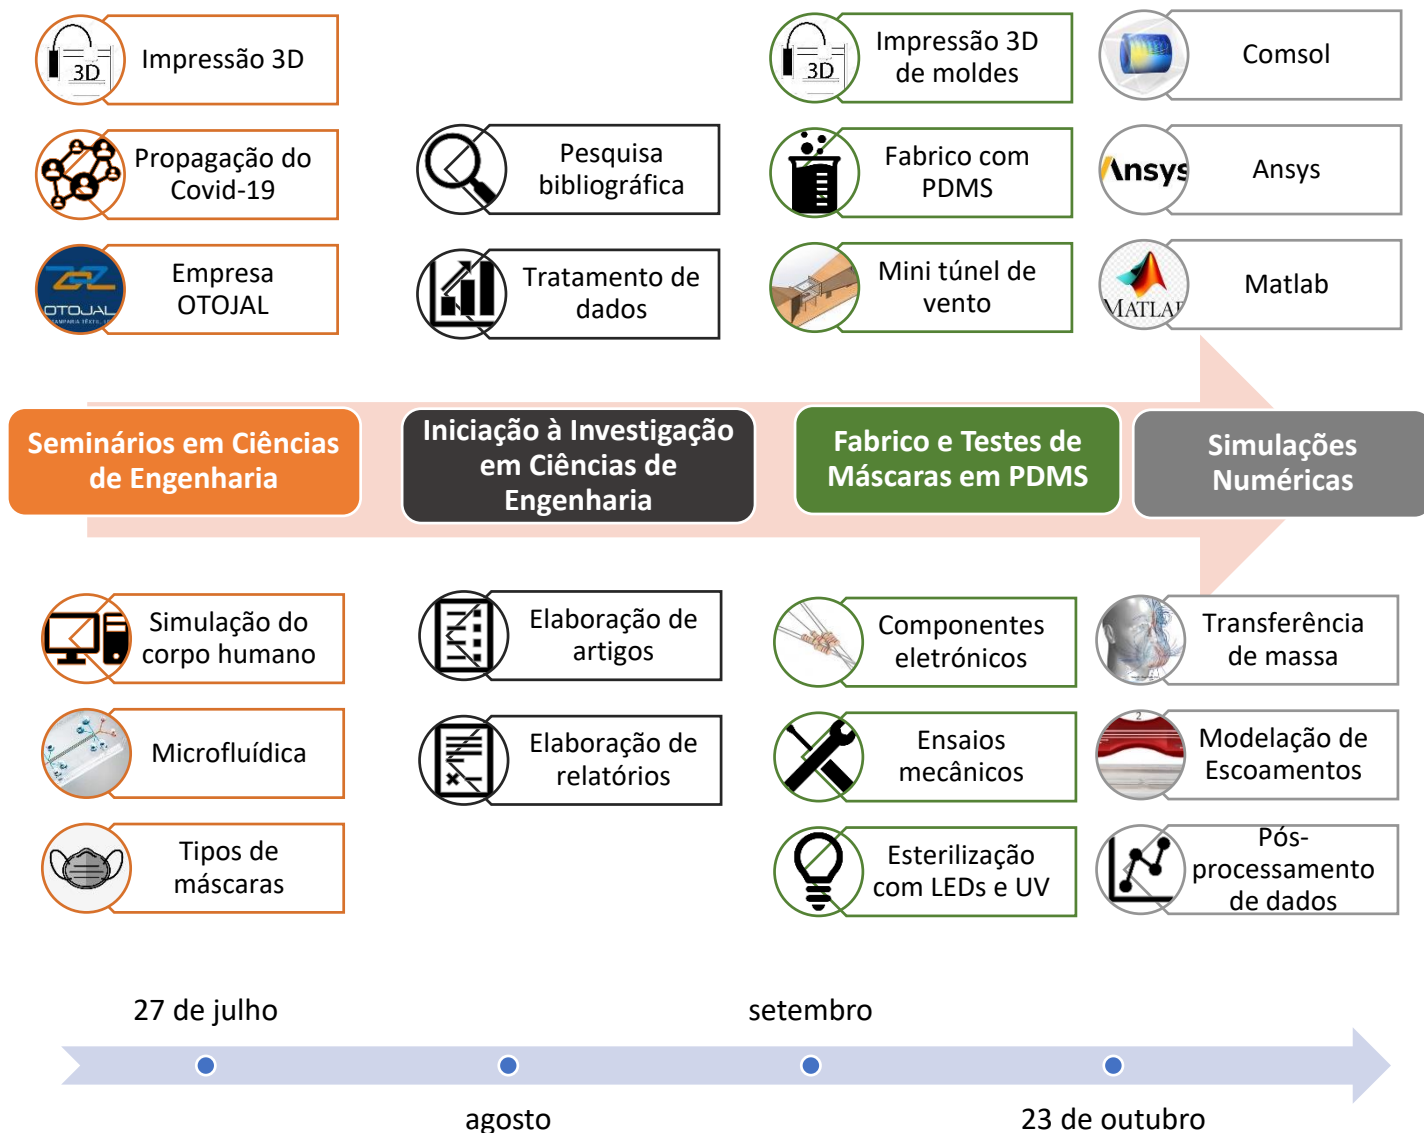 3D
Impressão 3D
Propagação do
Covid-19
OTOJAL
Empresa
OTOJAL
Pesquisa
bibliográfica
Tratamento de
dados
3D
Impressão 3D
de moldes
Fabrico com
PDMS
Mini túnel de
vento
Comsol
Ansys
Ansys
MATLAB
Matlab
Seminários em Ciências
de Engenharia
Iniciação à Investigação
em Ciências de
Engenharia
Fabrico e Testes de
Máscaras em PDMS
Simulações
Numéricas
Simulação do
corpo humano
Microfluídica
Tipos de
máscaras
Elaboração de
artigos
Elaboração de
relatórios
Componentes
eletrónicos
Ensaios
mecânicos
Esterilização
com LEDs e UV
Transferência
de massa
2
Modelação de
Escoamentos
Pós-
processamento
de dados
27 de julho
setembro
agosto
23 de outubro